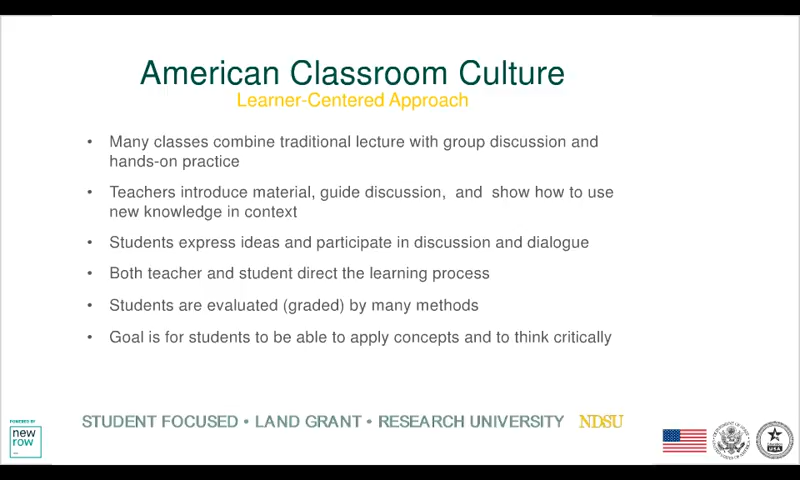 American Classroom Culture
Learner-Centered Approach
• Many classes combine traditional lecture with group discussion and
hands-on practice
• Teachers introduce material, guide discussion, and show how to use
new knowledge in context
• Students express ideas and participate in discussion and dialogue
• Both teacher and student direct the learning process
• Students are evaluated (graded) by many methods
• Goal is for students to be able to apply concepts and to think critically
STUDENT FOCUSED • LAND GRANT • RESEARCH UNIVERSITY NDSU
POWERED BY
new
row
USA